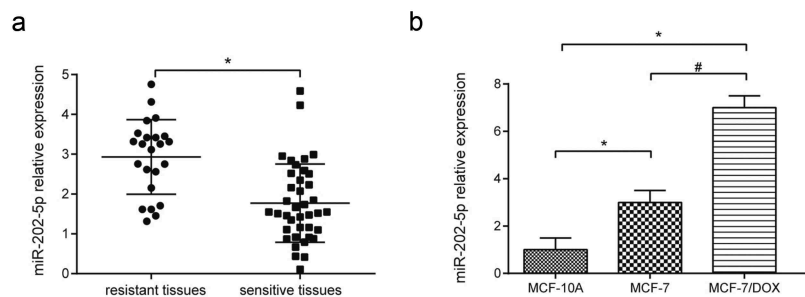 a
*
miR-202-5p relative expression
5
4
3
2
1
0
resistant tissues
sensitive tissues
b
*
#
*
miR-202-5p relative expression
8
6
4
2
0
MCF-10A
MCF-7
MCF-7/DOX